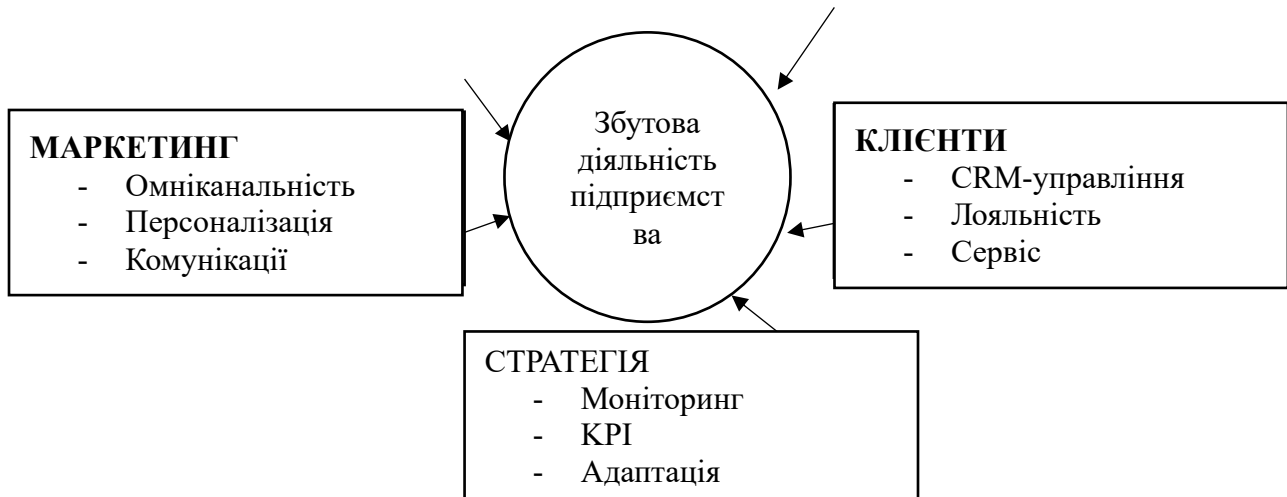 Збутова
діяльність
підприємст
ва
МАРКЕТИНГ
- Омніканальність
- Персоналізація
- Комунікації
КЛІЄНТИ
- CRM-управління
- Лояльність
- Сервіс
СТРАТЕГІЯ
- Моніторинг
- KPI
- Адаптація